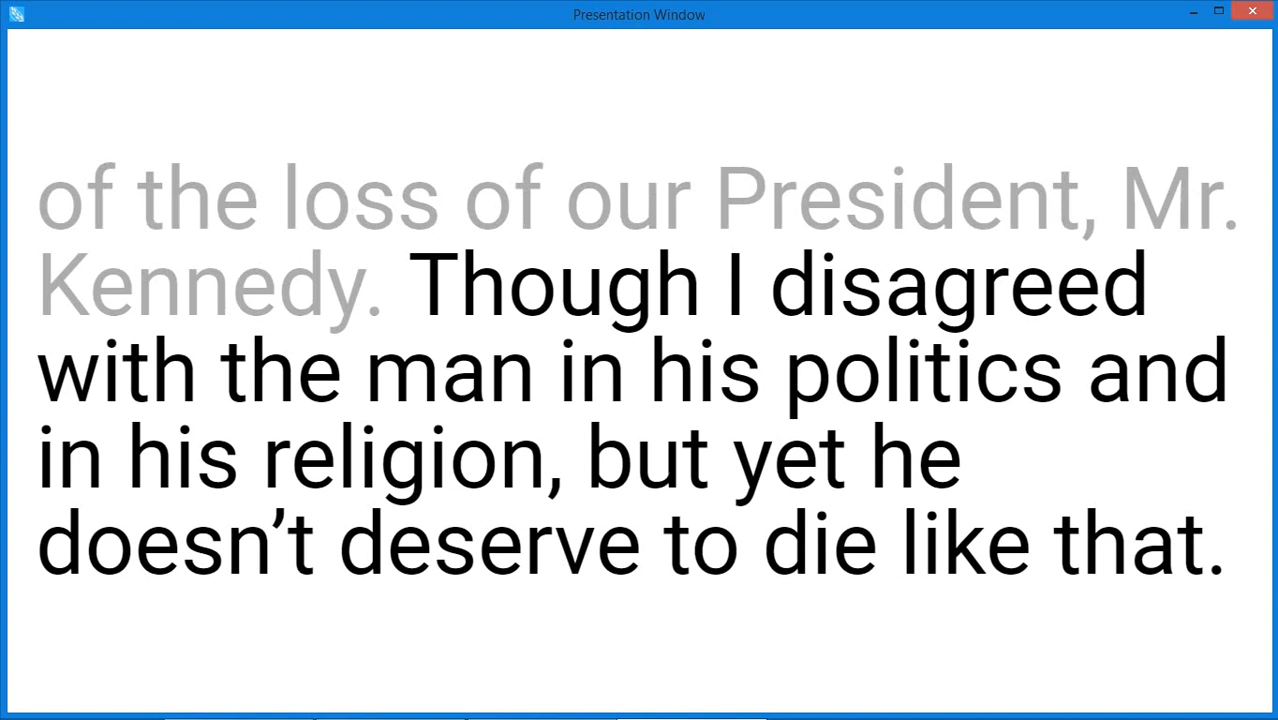 Presentation Window
of the loss of our President, Mr.
Kennedy. Though I disagreed
with the man in his politics and
in his religion, but yet he
doesn’t deserve to die like that.